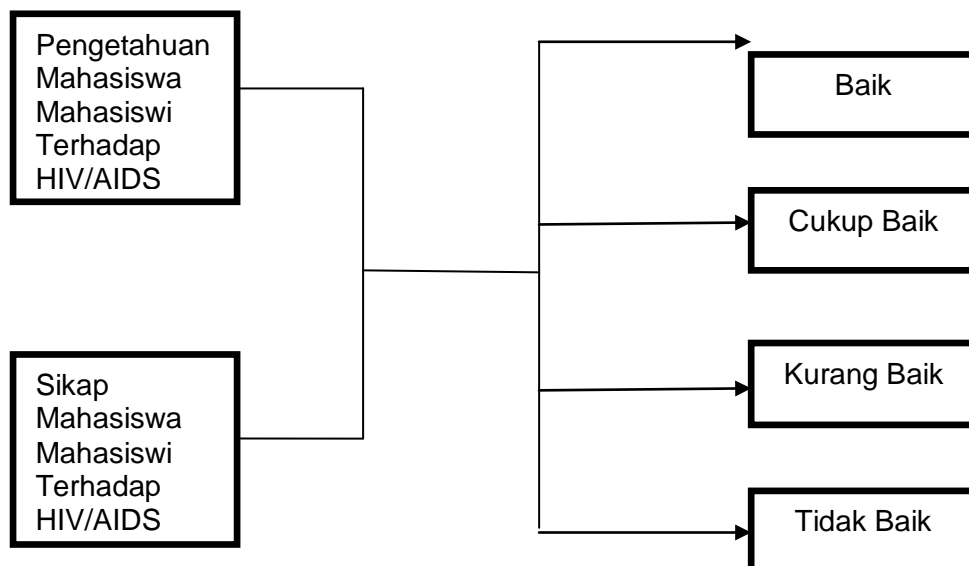 Pengetahuan
Mahasiswa
Mahasiswi
Terhadap
HIV/AIDS
Sikap
Mahasiswa
Mahasiswi
Terhadap
HIV/AIDS
Baik
Cukup Baik
Kurang Baik
Tidak Baik